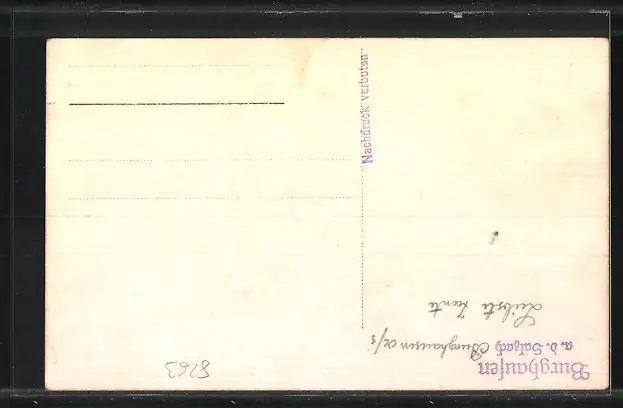 Burghausen
a. d. Salzach
Burghausen a/s
Liebste Tante
Nachdruck verboten.
8263